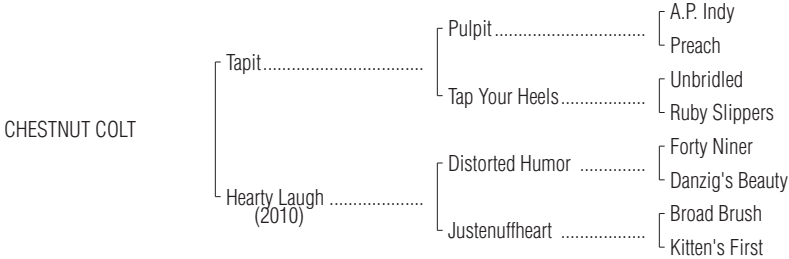 A.P. Indy
Pulpit..............................
Preach
Tapit................................
Unbridled
Tap Your Heels.................
Ruby Slippers
CHESTNUT COLT
Forty Niner
Distorted Humor .............
Danzig's Beauty
Hearty Laugh ...................
(2010)
Broad Brush
Justenuffheart .................
Kitten's First